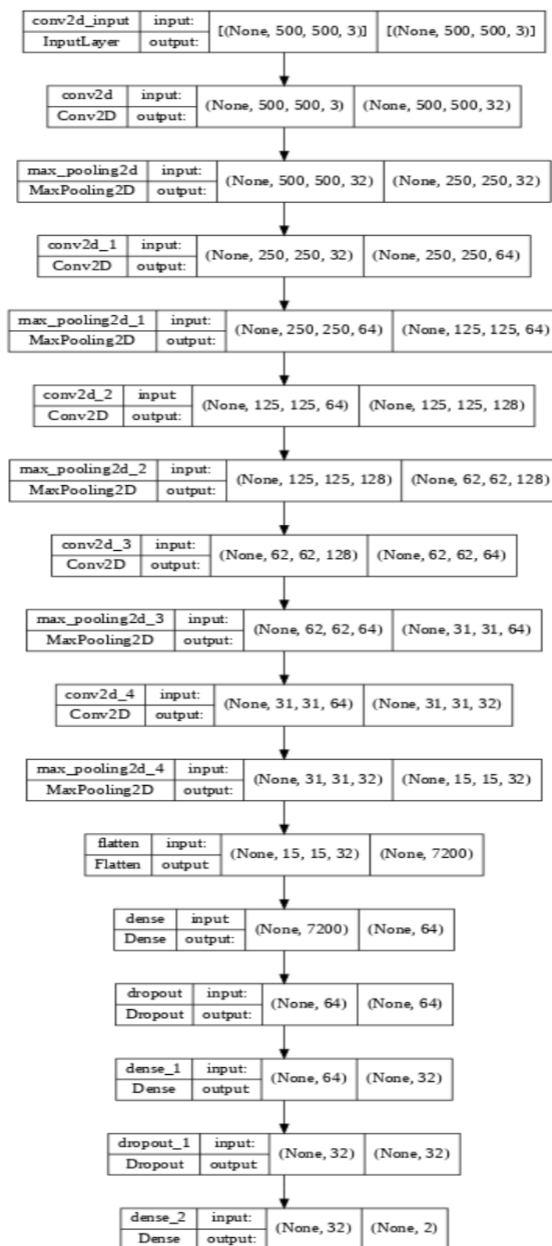 conv2d_input input: [(None, 500, 500, 3)] [(None, 500, 500, 3)]
InputLayer output:
conv2d input: (None, 500, 500, 3) (None, 500, 500, 32)
Conv2D output:
max_pooling2d input: (None, 500, 500, 32) (None, 250, 250, 32)
MaxPooling2D output:
conv2d_1 input: (None, 250, 250, 32) (None, 250, 250, 64)
Conv2D output:
max_pooling2d_1 input: (None, 250, 250, 64) (None, 125, 125, 64)
MaxPooling2D output:
conv2d_2 input (None, 125, 125, 64) (None, 125, 125, 128)
Conv2D output:
max_pooling2d_2 input: (None, 125, 125, 128) (None, 62, 62, 128)
MaxPooling2D output:
conv2d_3 input: (None, 62, 62, 128) (None, 62, 62, 64)
Conv2D output:
max_pooling2d_3 input: (None, 62, 62, 64) (None, 31, 31, 64)
MaxPooling2D output:
conv2d_4 input: (None, 31, 31, 64) (None, 31, 31, 32)
Conv2D output:
max_pooling2d_4 input: (None, 31, 31, 32) (None, 15, 15, 32)
MaxPooling2D output:
flatten input: (None, 15, 15, 32) (None, 7200)
Flatten output
dense input (None, 7200) (None, 64)
Dense output:
dropout input: (None, 64) (None, 64)
Dropout output:
dense_1 input: (None, 64) (None, 32)
Dense output
dropout_1 input: (None, 32) (None, 32)
Dropout output
dense_2 input: (None, 32) (None, 2)
Dense output: